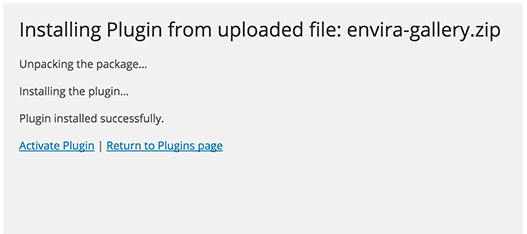 Installing Plugin from uploaded file: envira-gallery.zip
Unpacking the package...
Installing the plugin...
Plugin installed successfully.
Activate Plugin | Return to Plugins page